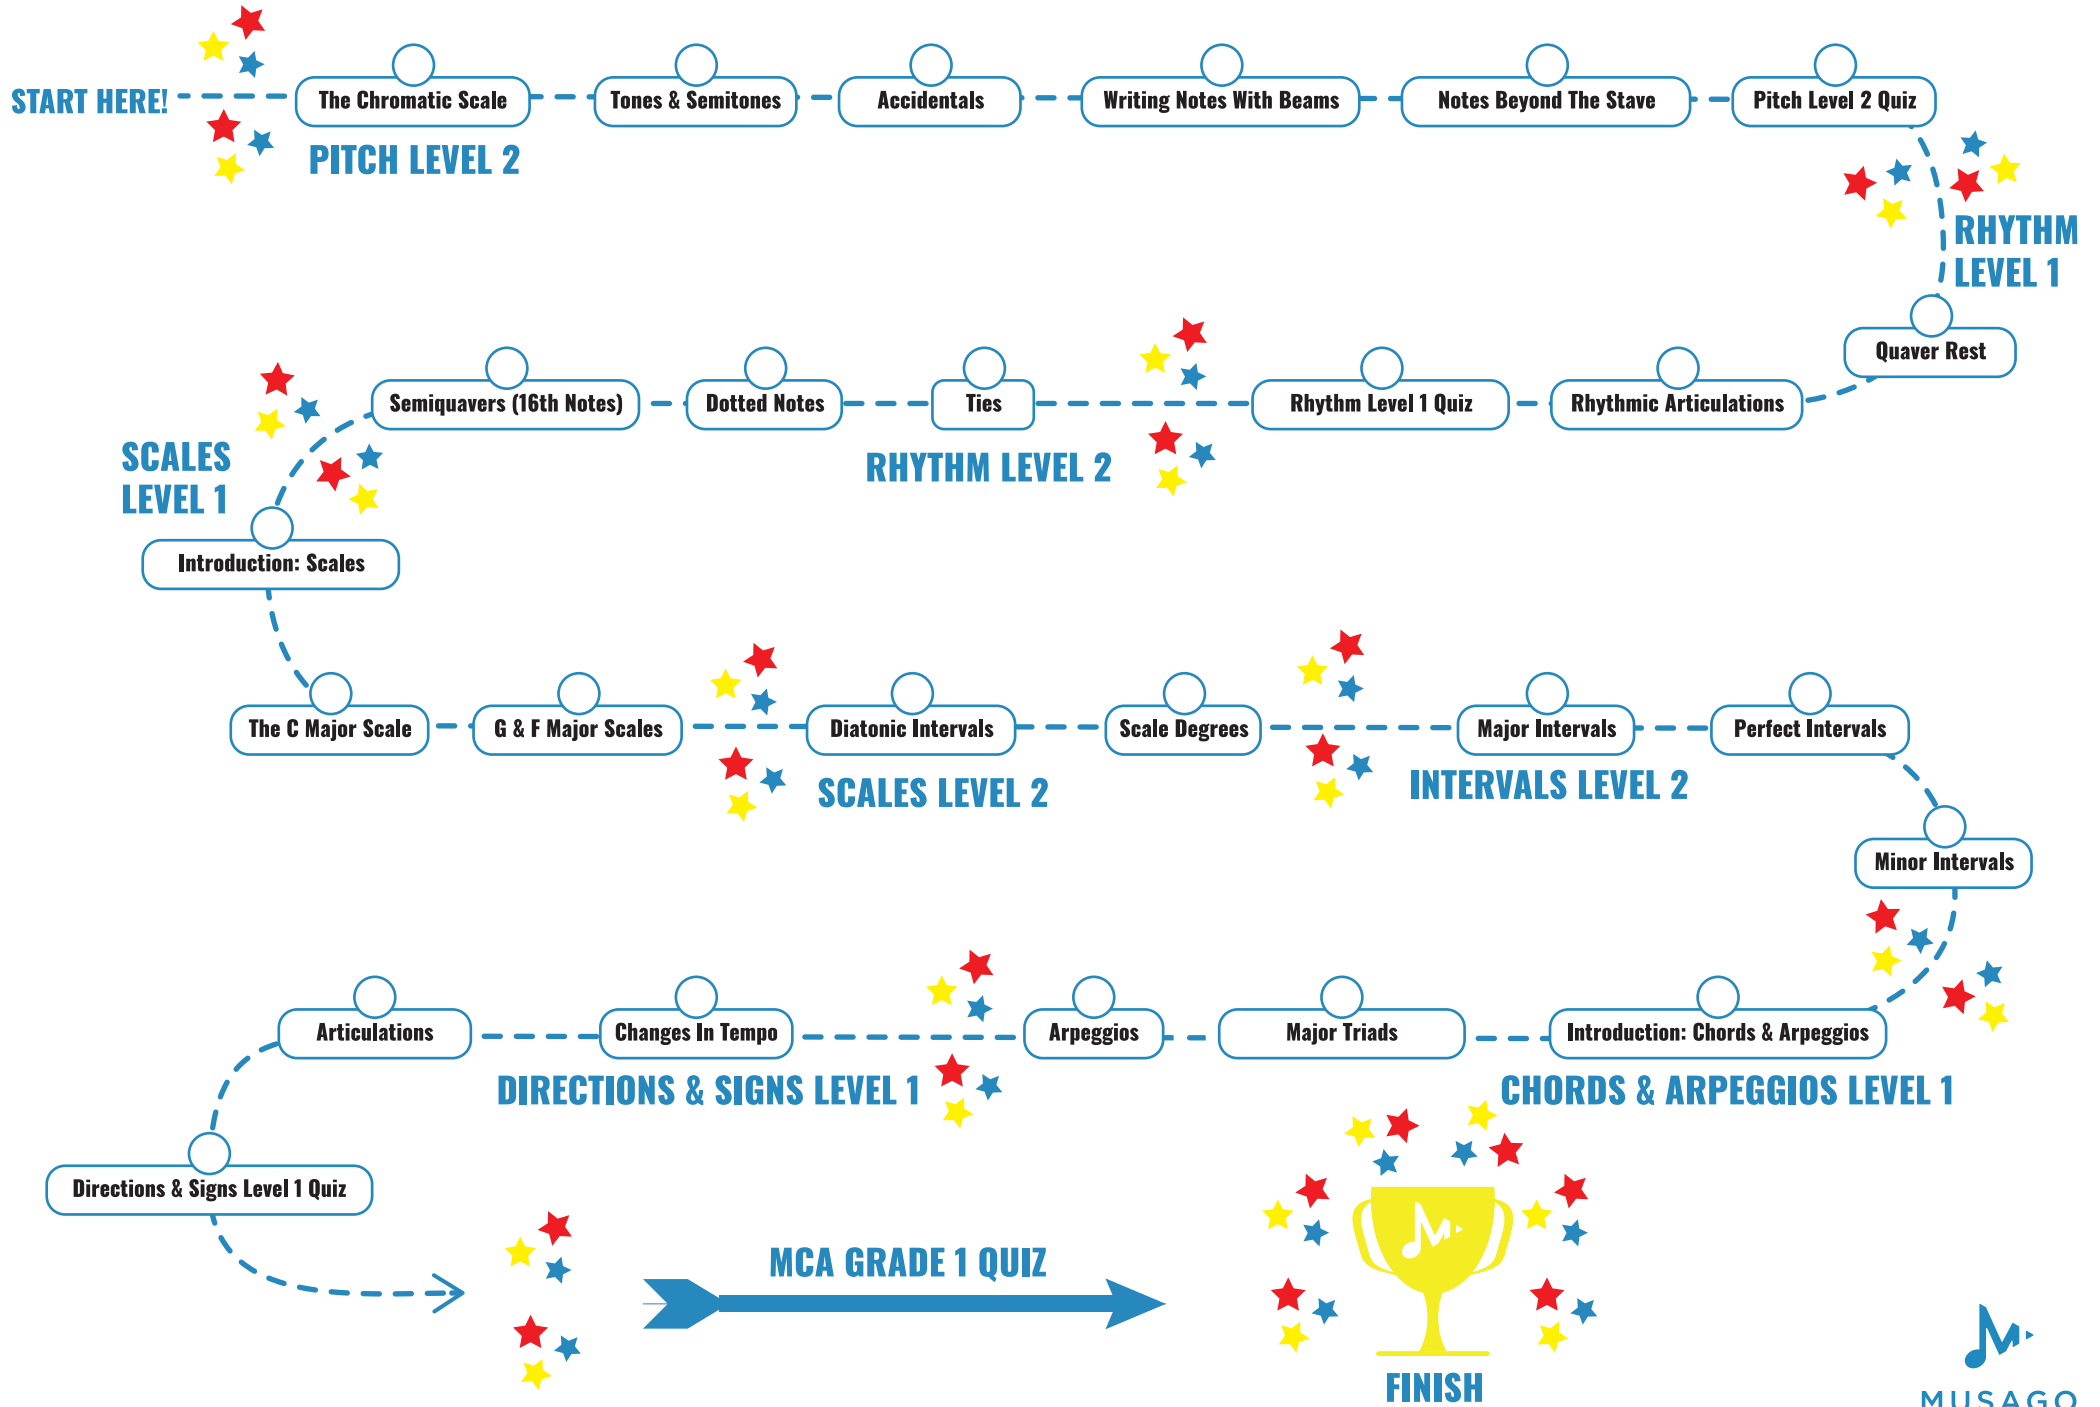 START HERE!
The Chromatic Scale
Tones & Semitones
Accidentals
Writing Notes With Beams
Notes Beyond The Stave
Pitch Level 2 Quiz
PITCH LEVEL 2
RHYTHM
LEVEL 1
Quaver Rest
Rhythmic Articulations
Rhythm Level 1 Quiz
Ties
Dotted Notes
Semiquavers (16th Notes)
RHYTHM LEVEL 2
SCALES
LEVEL 1
Introduction: Scales
The C Major Scale
G & F Major Scales
Diatonic Intervals
Scale Degrees
Major Intervals
Perfect Intervals
SCALES LEVEL 2
INTERVALS LEVEL 2
Minor Intervals
Introduction: Chords & Arpeggios
Major Triads
Arpeggios
Changes In Tempo
Articulations
CHORDS & ARPEGGIOS LEVEL 1
DIRECTIONS & SIGNS LEVEL 1
Directions & Signs Level 1 Quiz
MCA GRADE 1 QUIZ
FINISH
MUSAGO